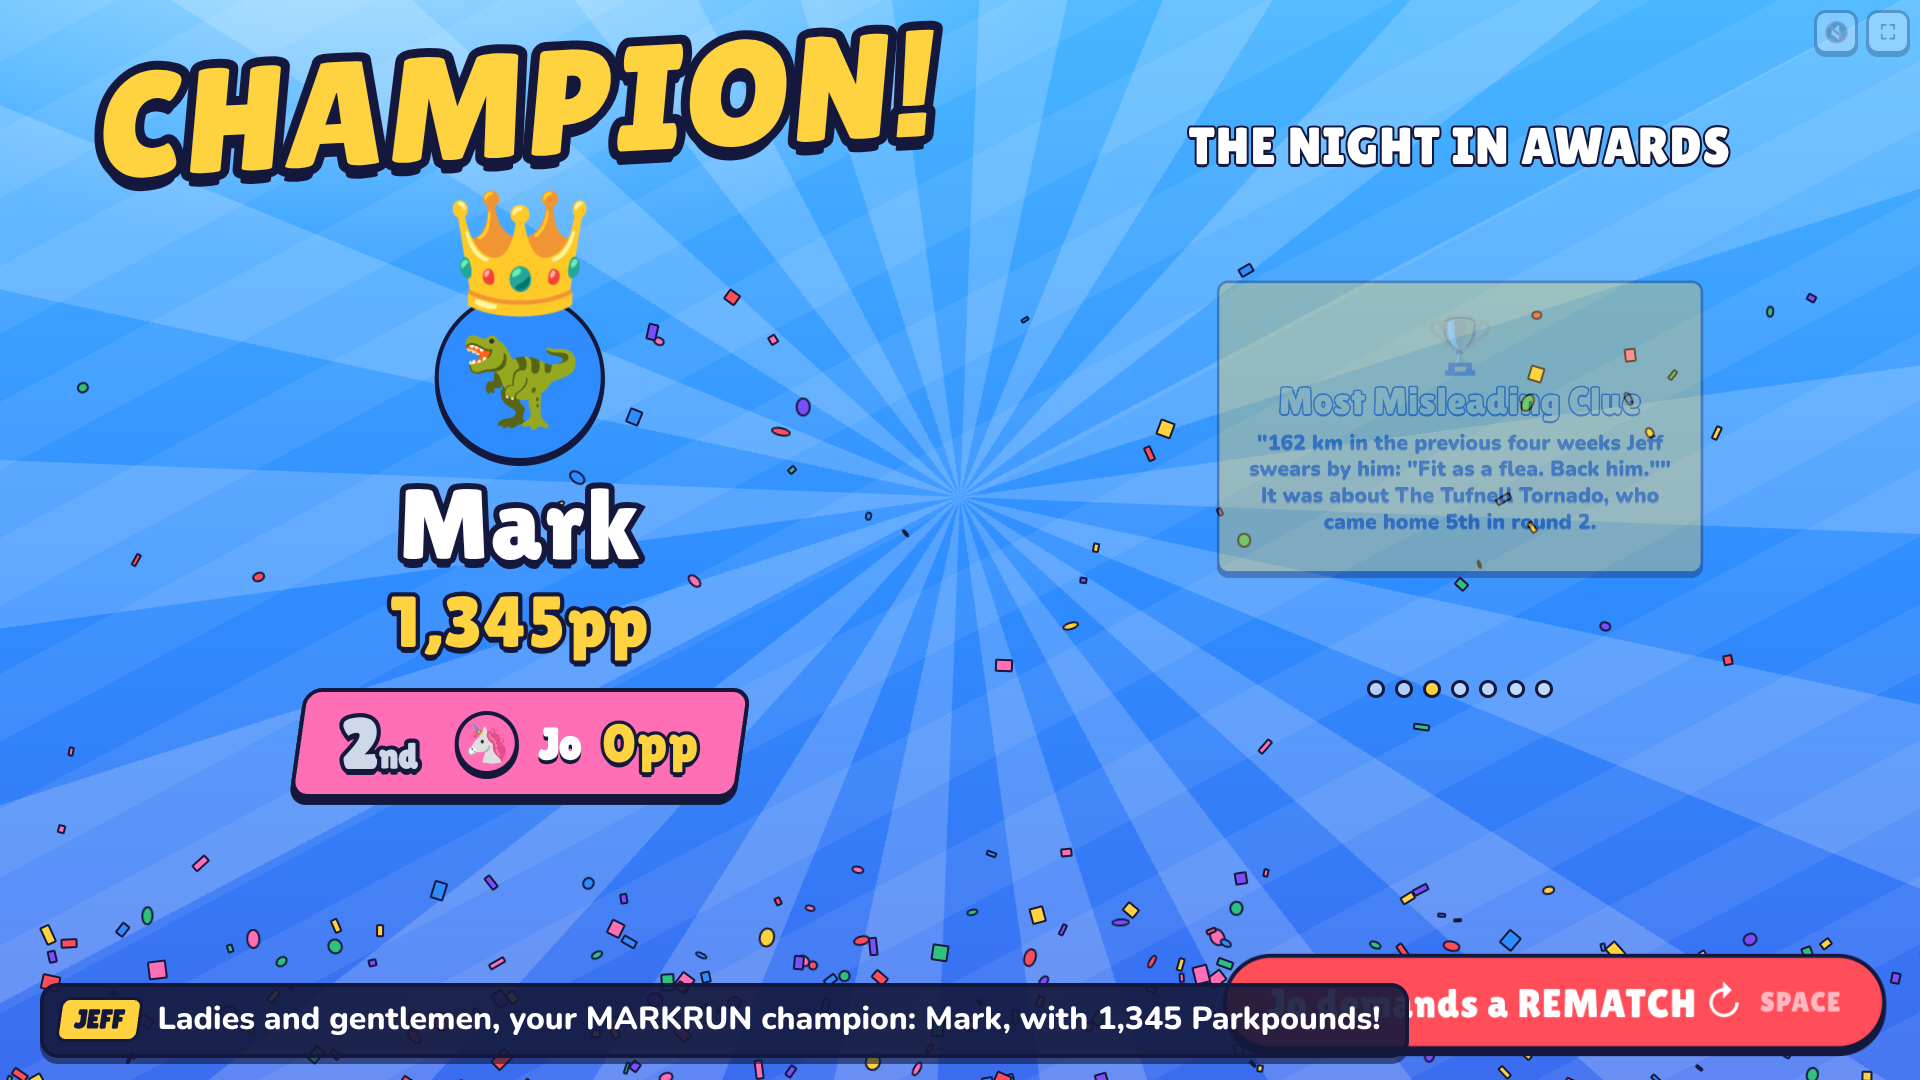 CHAMPION!
THE NIGHT IN AWARDS
Most Misleading Clue
"162 km in the previous four weeks Jeff
swears by him: "Fit as a flea. Back him.""
It was about The Tufnell Tornado, who
came home 5th in round 2.
Mark
1,345pp
2nd Jo 0pp
JEFF Ladies and gentlemen, your MARKRUN champion: Mark, with 1,345 Parkpounds!
Jo demands a REMATCH SPACE